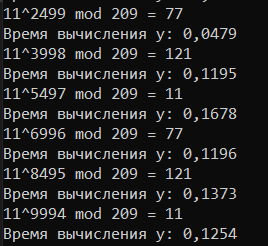 11^2499 mod 209 = 77
Время вычисления y: 0,0479
11^3998 mod 209 = 121
Время вычисления y: 0,1195
11^5497 mod 209 = 11
Время вычисления y: 0,1678
11^6996 mod 209 = 77
Время вычисления y: 0,1196
11^8495 mod 209 = 121
Время вычисления y: 0,1373
11^9994 mod 209 = 11
Время вычисления y: 0,1254